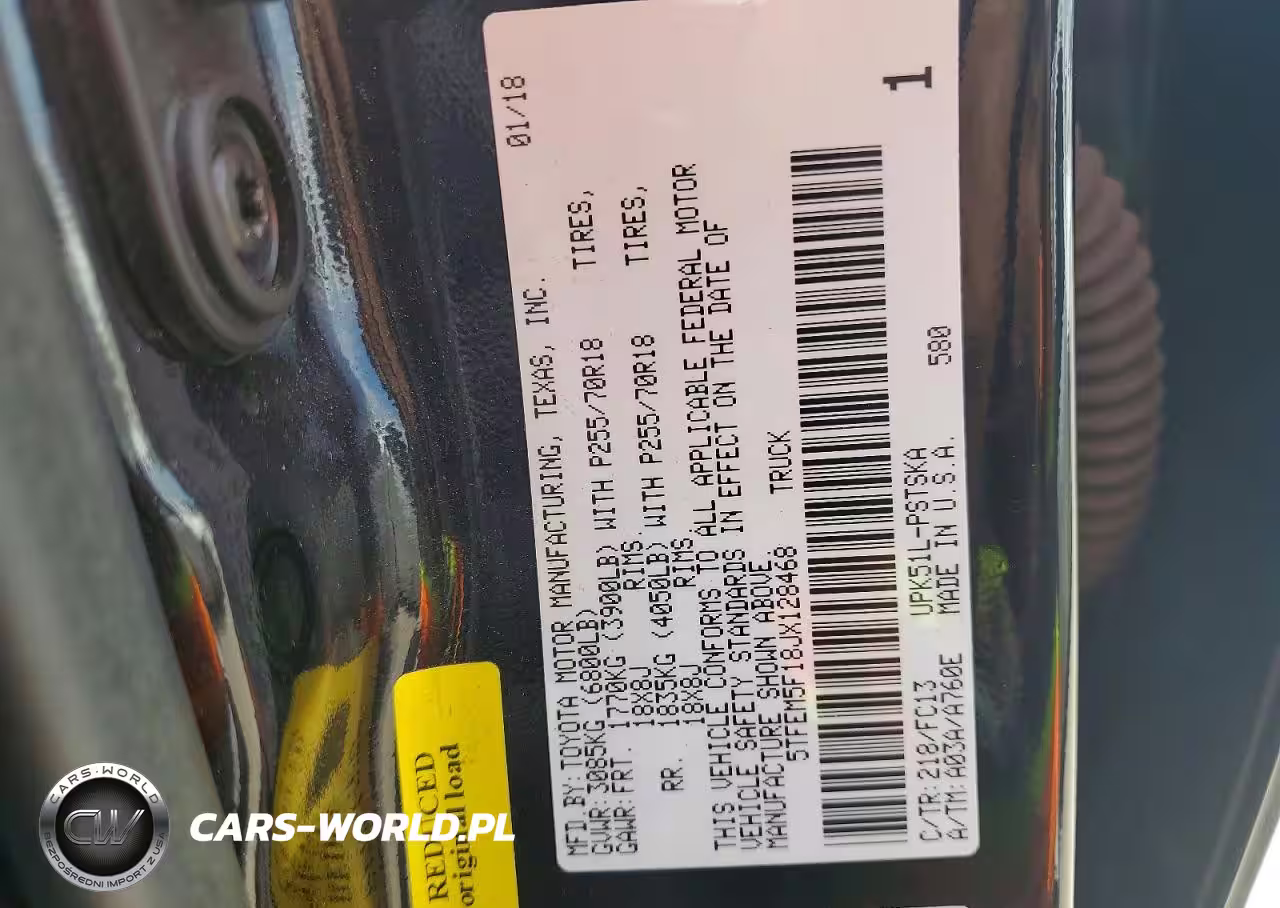 MFD.BY:TOYOTA MOTOR MANUFACTURING, TEXAS, INC. 01/18
GVWR:3085KG (6800LB)
GAWR:FRT. 1770KG (3900LB) WITH P255/70R18 TIRES,
18X8J RIMS.
RR. 1835KG (4050LB) WITH P255/70R18 TIRES,
18X8J RIMS.
THIS VEHICLE CONFORMS TO ALL APPLICABLE FEDERAL MOTOR
VEHICLE SAFETY STANDARDS IN EFFECT ON THE DATE OF
MANUFACTURE SHOWN ABOVE.
5TFEM5F18JX128468 TRUCK
C/TR:218/FC13 UPK51L-PSTSKA 580
A/TM:A03A/A760E MADE IN U.S.A.
1
REDUCED
original load
CARS-WORLD
CW
BEZPOŚREDNI IMPORT Z USA
CARS-WORLD.PL